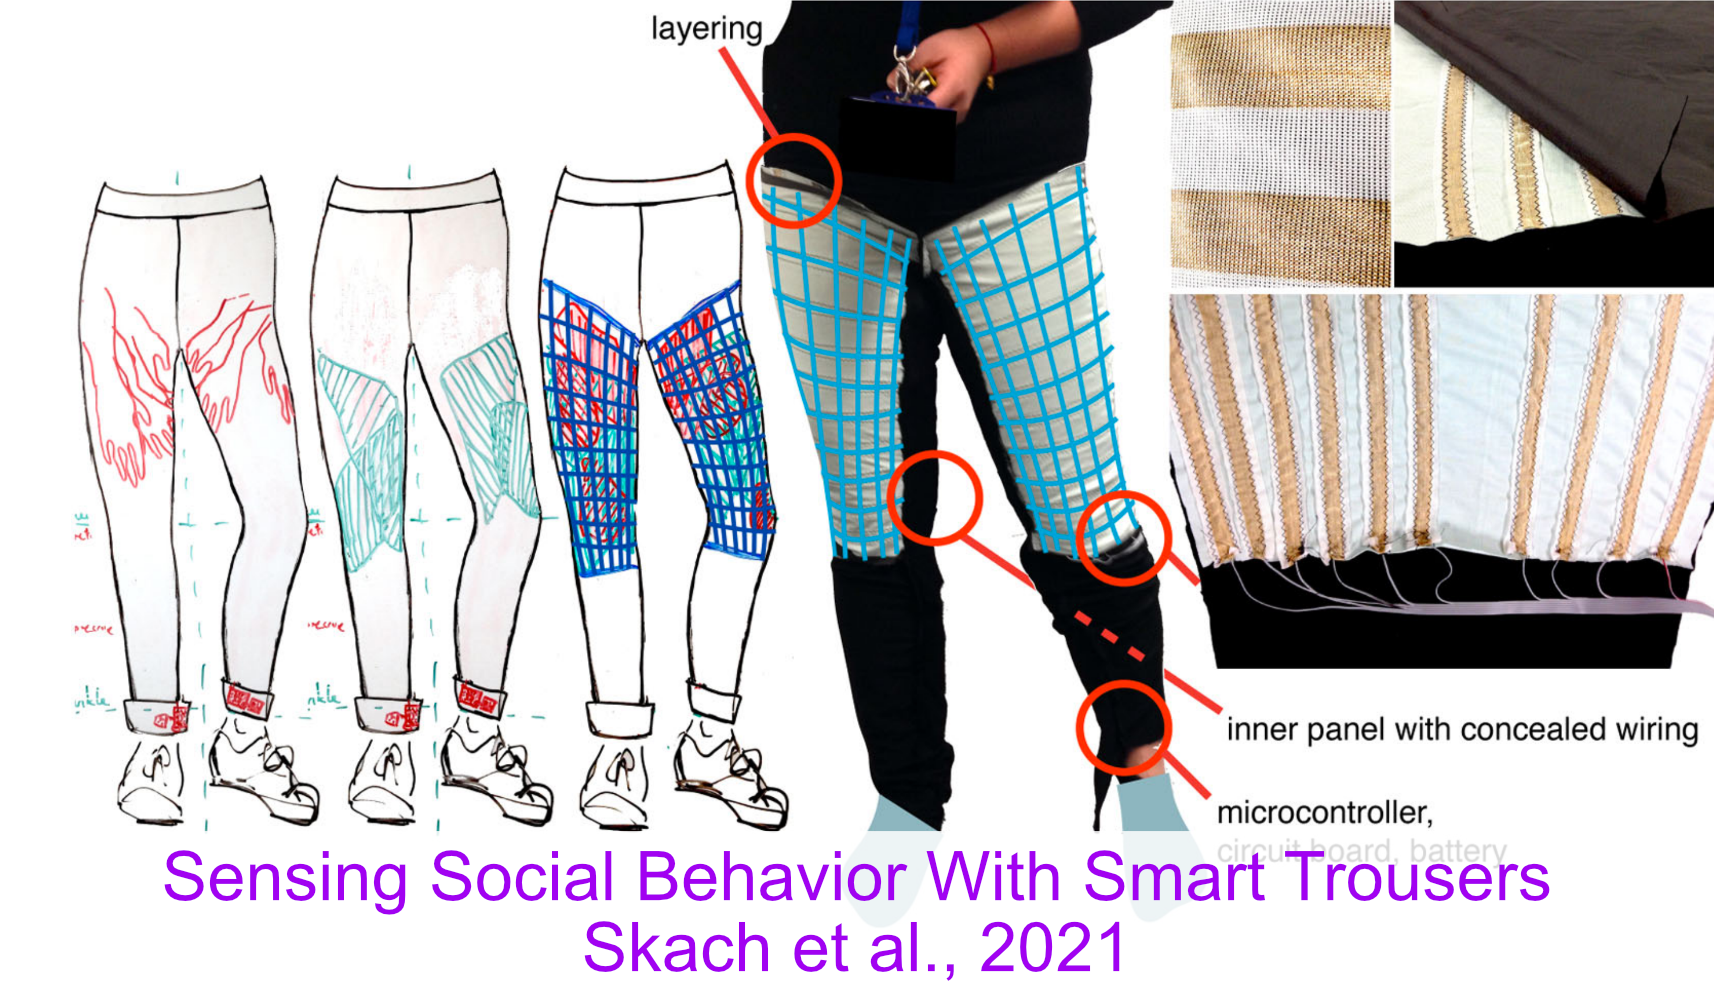 layering
inner panel with concealed wiring
microcontroller,
circuit board, battery
Sensing Social Behavior With Smart Trousers
Skach et al., 2021